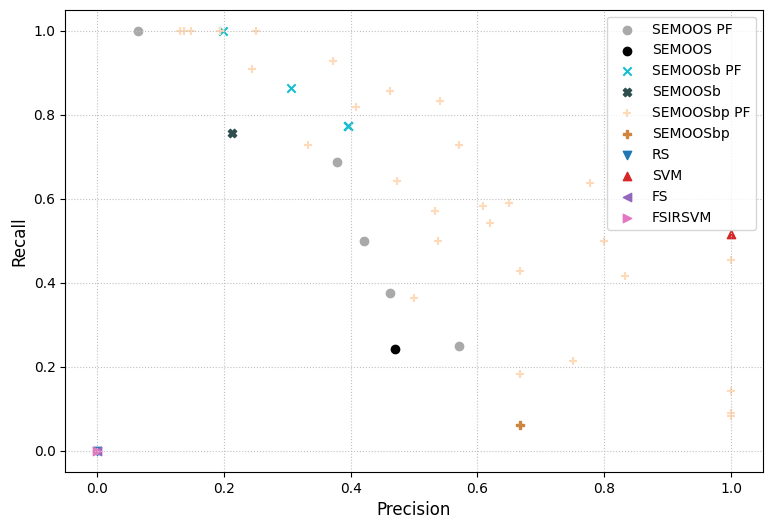 1.0
0.8
0.6
0.4
0.2
0.0
Recall
SEMOOS PF
SEMOOS
SEMOOSb PF
SEMOOSb
SEMOOSbp PF
SEMOOSbp
RS
SVM
FS
FSIRSVM
0.0 0.2 0.4 0.6 0.8 1.0
Precision